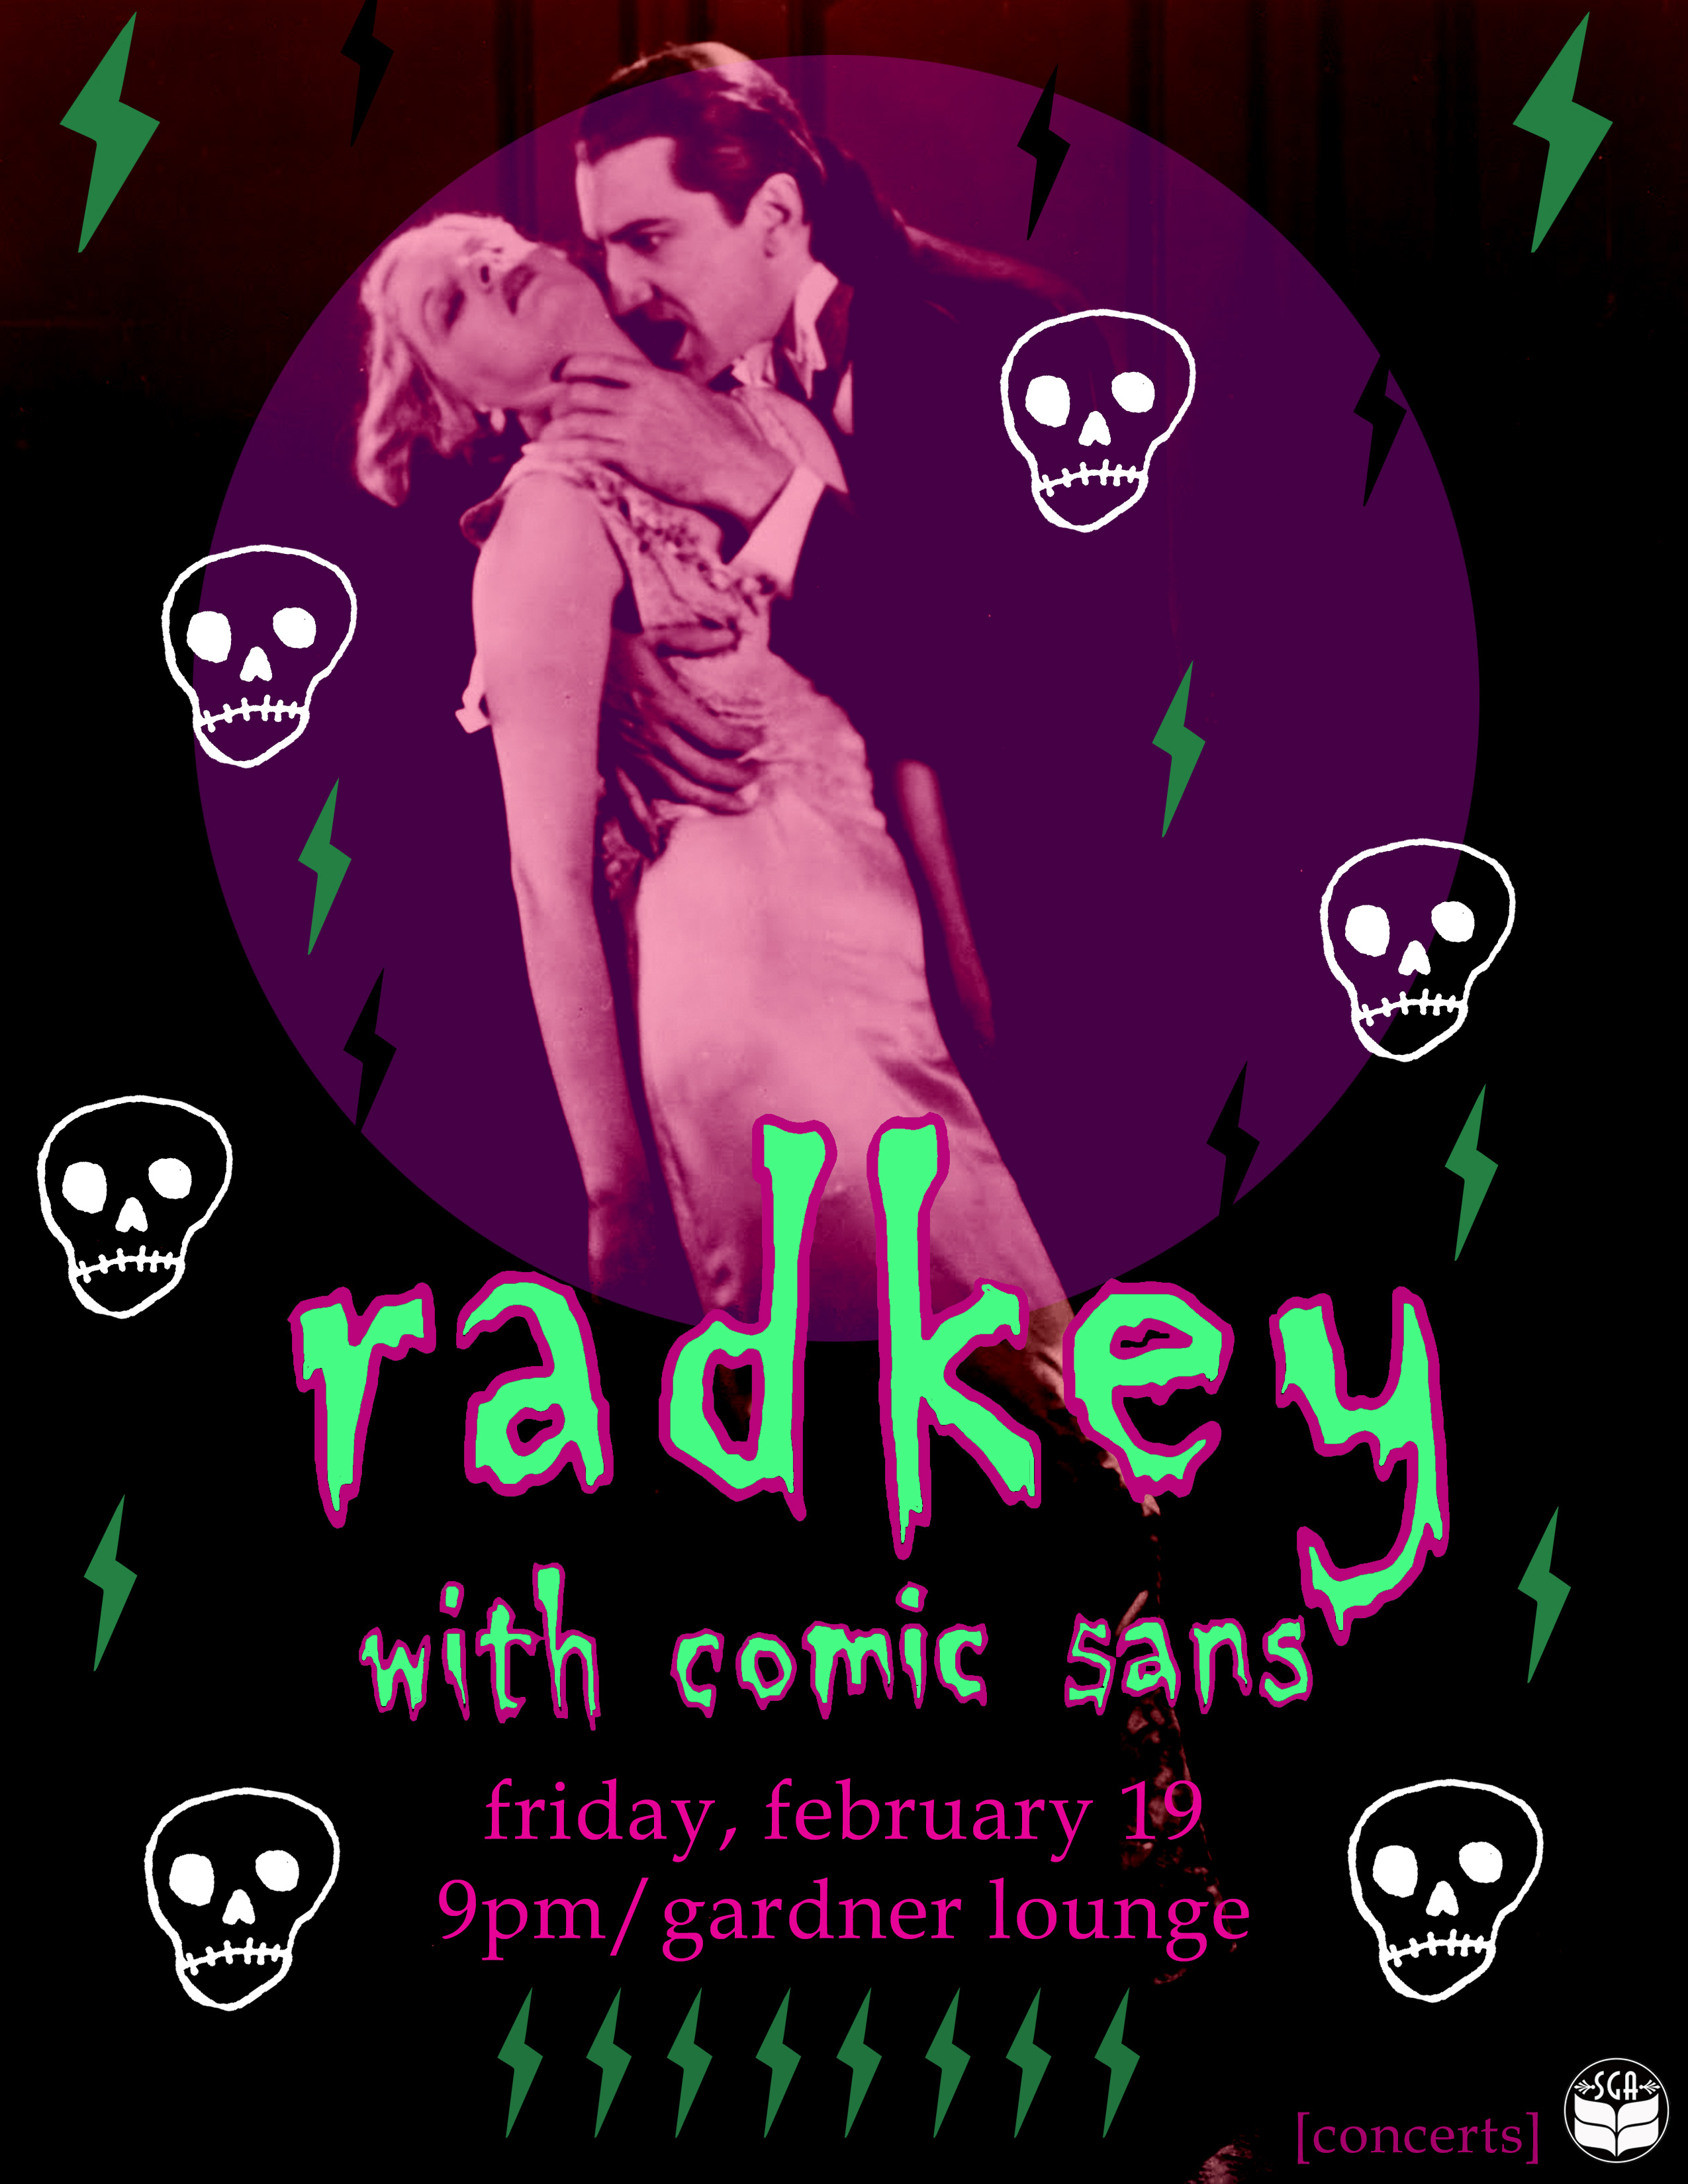 radkey
with comic sans
friday, february 19
9pm/ gardner lounge
SGA
[concerts]